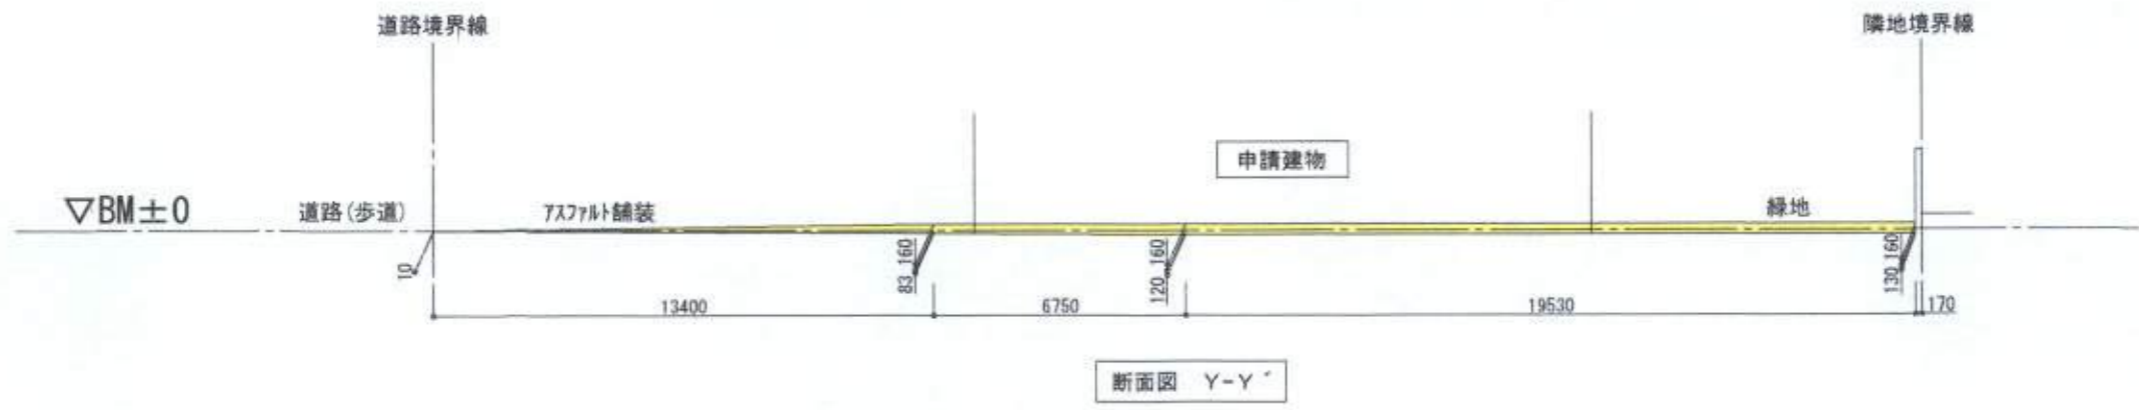 道路境界線
隣地境界線
申請建物
▽BM±0
道路(歩道)
アスファルト舗装
緑地
10
83 160
120 160
130 160
13400
6750
19530
170
断面図 Y-Y´